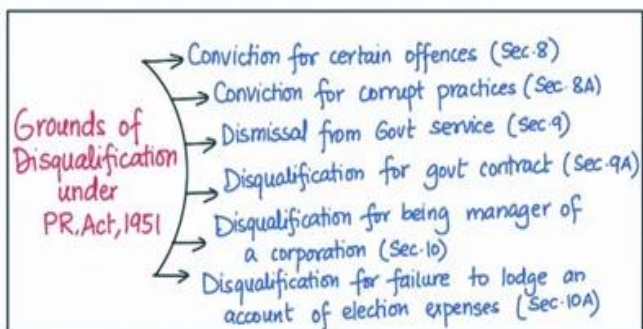 Grounds of
Disqualification
under
PR.Act,1951
Conviction for certain offences (Sec.8)
Conviction for corrupt practices (Sec.8A)
Dismissal from Govt service (Sec.9)
Disqualification for govt contract (Sec.9A)
Disqualification for being manager of
a corporation (Sec.10)
Disqualification for failure to lodge an
account of election expenses (Sec.10A)